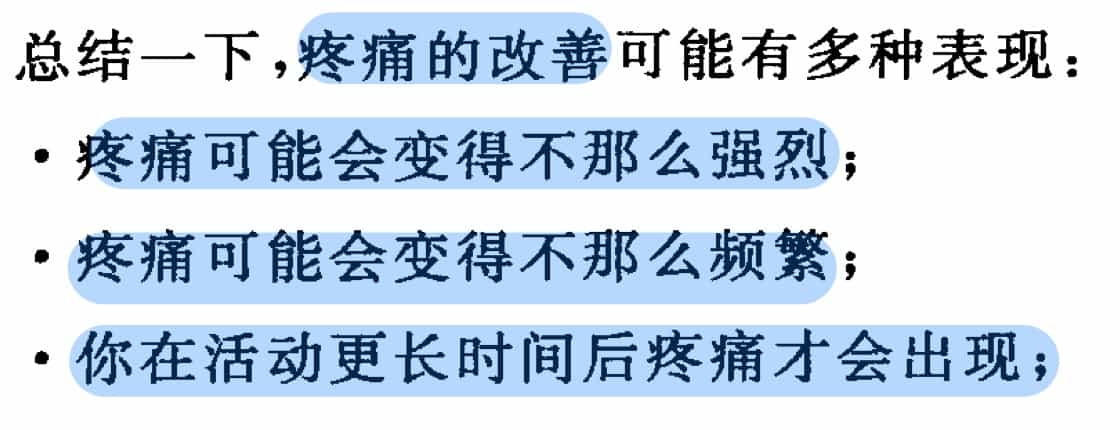 总结一下,疼痛的改善可能有多种表现:
• 疼痛可能会变得不那么强烈;
• 疼痛可能会变得不那么频繁;
• 你在活动更长时间后疼痛才会出现;